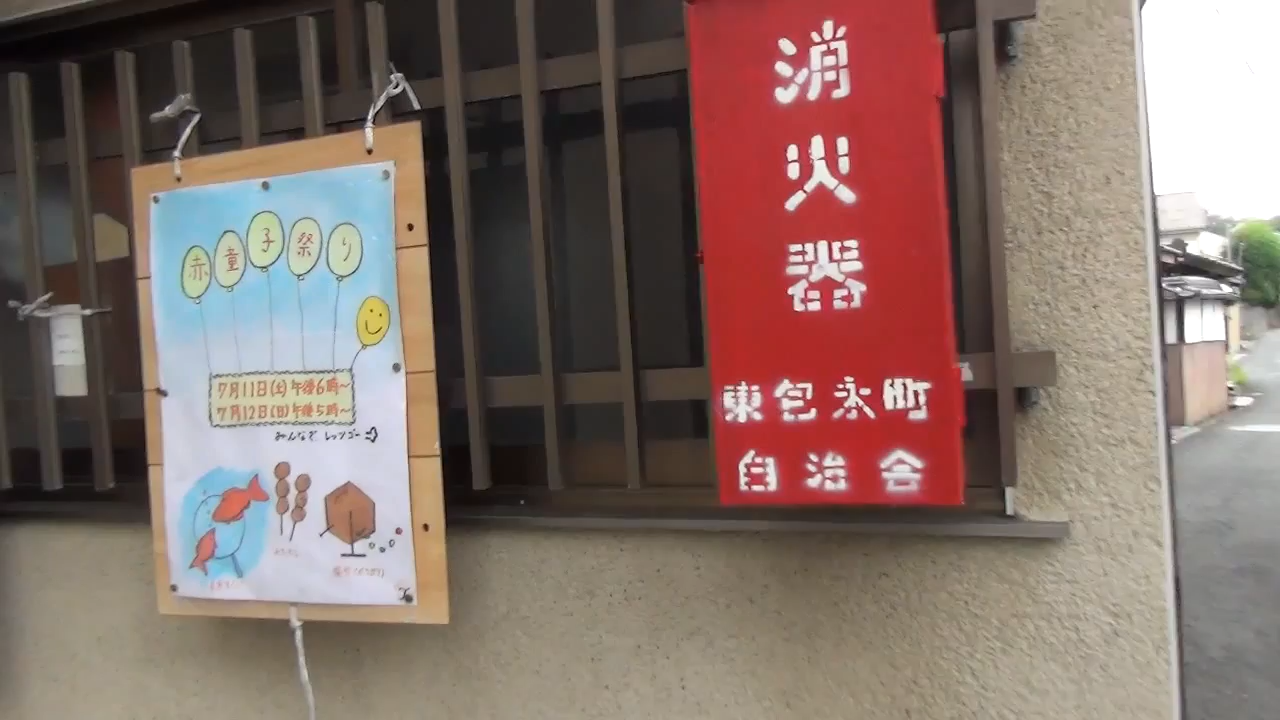 赤童子祭り
7月11日(土)午後6時~
7月12日(日)午後5時~
みんなで レッツゴー
消火器
東包永町
自治会